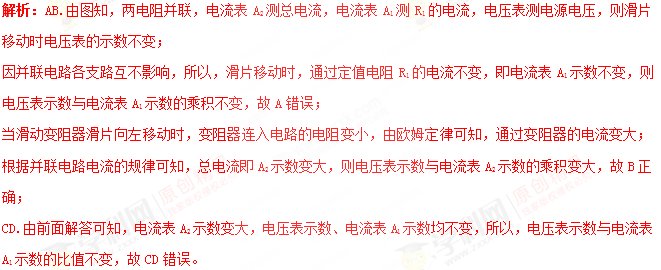 解析：AB.由图知，两电阻并联，电流表 A₂测总电流，电流表 A₁测 R₁的电流，电压表测电源电压，则滑片
移动时电压表的示数不变；
因并联电路各支路互不影响，所以，滑片移动时，通过定值电阻 R₁的电流不变，即电流表 A₁示数不变，则
电压表示数与电流表 A₁示数的乘积不变，故 A 错误；
当滑动变阻器滑片向左移动时，变阻器连入电路的电阻变小，由欧姆定律可知，通过变阻器的电流变大；
根据并联电路电流的规律可知，总电流即 A₂示数变大，则电压表示数与电流表 A₂示数的乘积变大，故 B 正
确；
CD.由前面解答可知，电流表 A₂示数变大，电压表示数、电流表 A₁示数均不变，所以，电压表示数与电流表
A₁示数的比值不变，故 CD 错误。